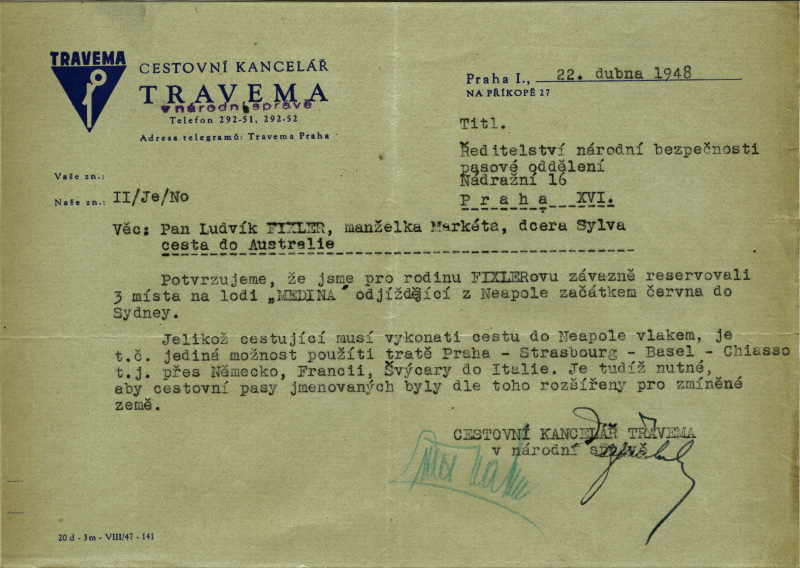 TRAVEMA
CESTOVNÍ KANCELÁŘ
TRAVEMA
v národní správě
Telefon 292-51, 292-52
Adresa telegramů: Travema Praha
Praha I., 22. dubna 1948
NA PŘÍKOPĚ 27
Titl.
Ředitelství národní bezpečnosti
pasové oddělení
Nádražní 16
Praha XVI.
Vaše zn.:
Naše zn.: II/Je/No
Věc: Pan Ludvík FIXLER, manželka Markéta, dcera Sylva
cesta do Australie
Potvrzujeme, že jsme pro rodinu FIXLERovu závazně reservovali
3 místa na lodi „MEDINA" odjíždějící z Neapole začátkem června do
Sydney.
Jelikož cestující musí vykonati cestu do Neapole vlakem, je
t.č. jediná možnost použíti tratě Praha - Strasbourg - Basel - Chiasso
t.j. přes Německo, Francii, Švýcary do Italie. Je tudíž nutné,
aby cestovní pasy jmenovaných byly dle toho rozšířeny pro zmíněné
země.
CESTOVNÍ KANCELÁŘ TRAVEMA
v národní správě
20 d - 3m - VIII/47 - 141